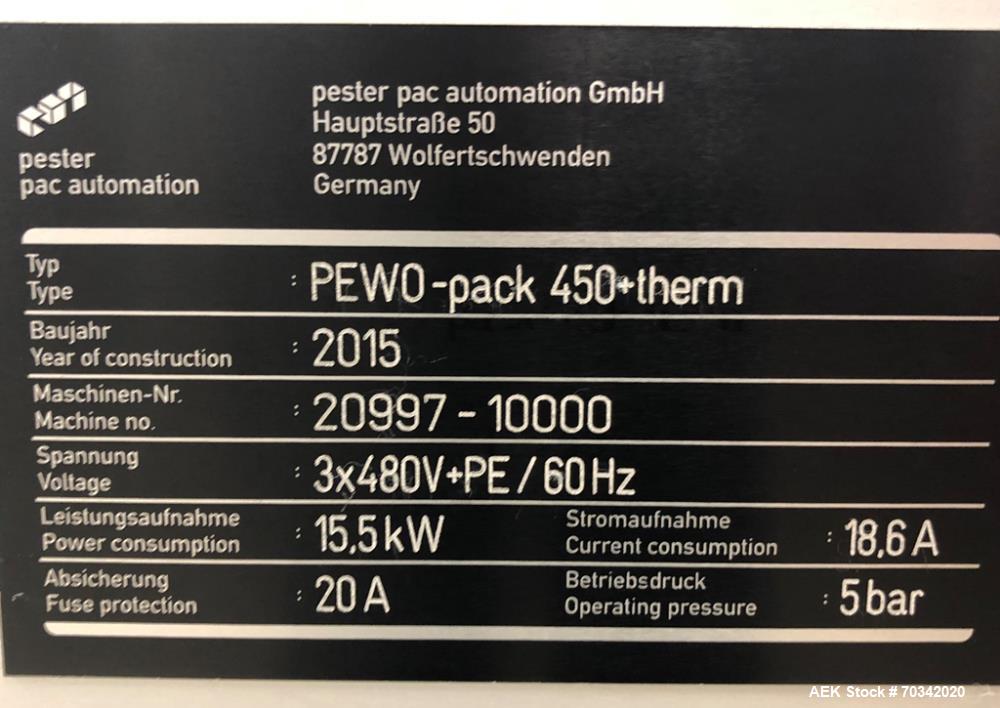 pester
pac automation
pester pac automation GmbH
Hauptstraße 50
87787 Wolfertschwenden
Germany
Typ
Type : PEWO-pack 450+therm
Baujahr
Year of construction : 2015
Maschinen-Nr.
Machine no. : 20997 - 10000
Spannung
Voltage : 3x480V+PE / 60 Hz
Leistungsaufnahme
Power consumption : 15,5 kW
Stromaufnahme
Current consumption : 18,6 A
Absicherung
Fuse protection : 20 A
Betriebsdruck
Operating pressure : 5 bar
AEK Stock # 70342020